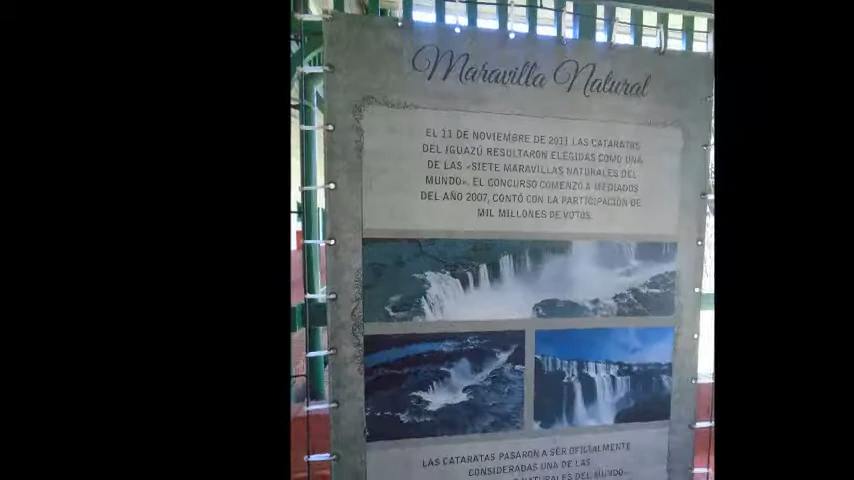 Maravilla Natural
EL 11 DE NOVIEMBRE DE 2011 LAS CATARATAS
DEL IGUAZÚ RESULTARON ELEGIDAS COMO UNA
DE LAS «SIETE MARAVILLAS NATURALES DEL
MUNDO». EL CONCURSO COMENZÓ A MEDIADOS
DEL AÑO 2007, CONTÓ CON LA PARTICIPACIÓN DE
MIL MILLONES DE VOTOS.
LAS CATARATAS PASARON A SER OFICIALMENTE
CONSIDERADAS UNA DE LAS
NATURALES DEL MUNDO